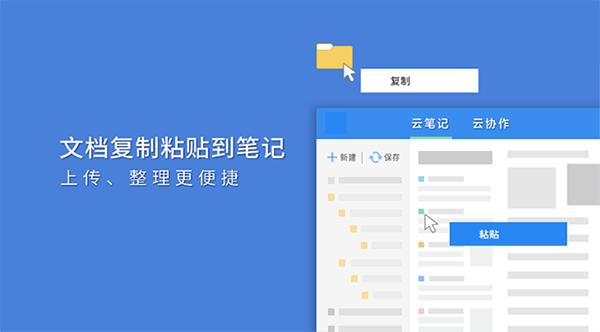 复制
云笔记 云协作
文档复制粘贴到笔记
上传、整理更便捷
新建 保存
粘贴